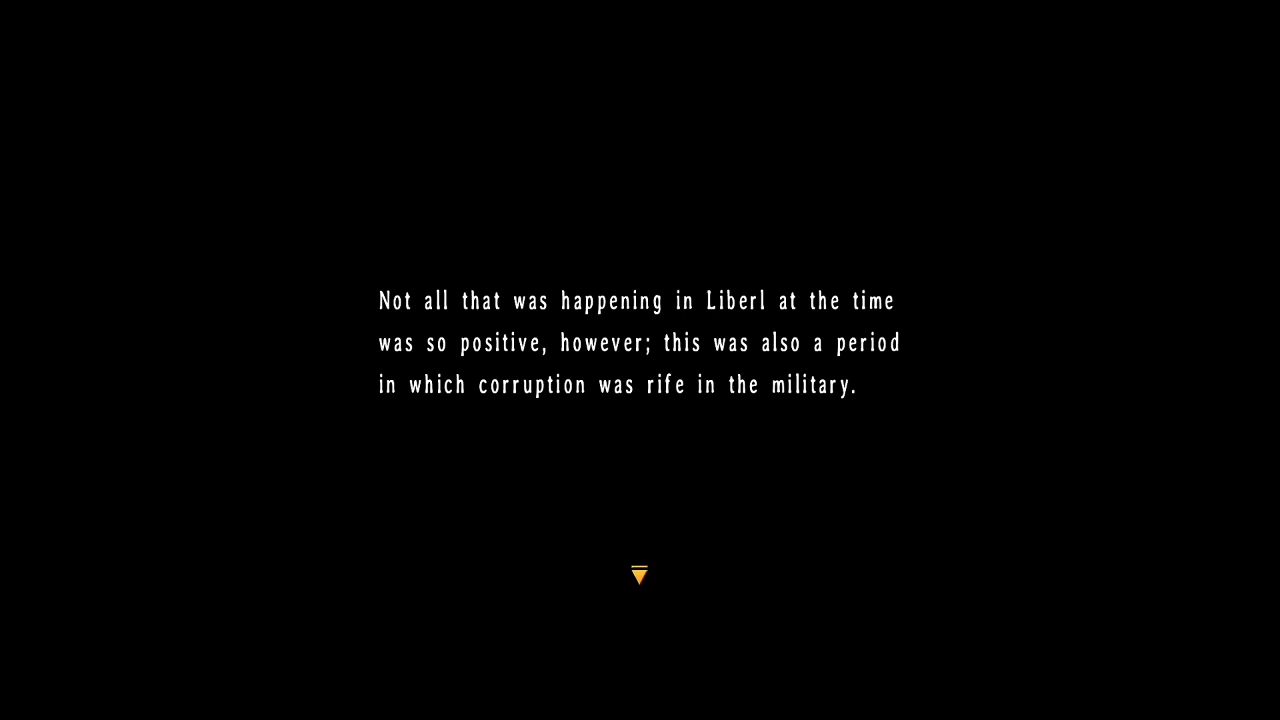 Not all that was happening in Liberl at the time
was so positive, however; this was also a period
in which corruption was rife in the military.